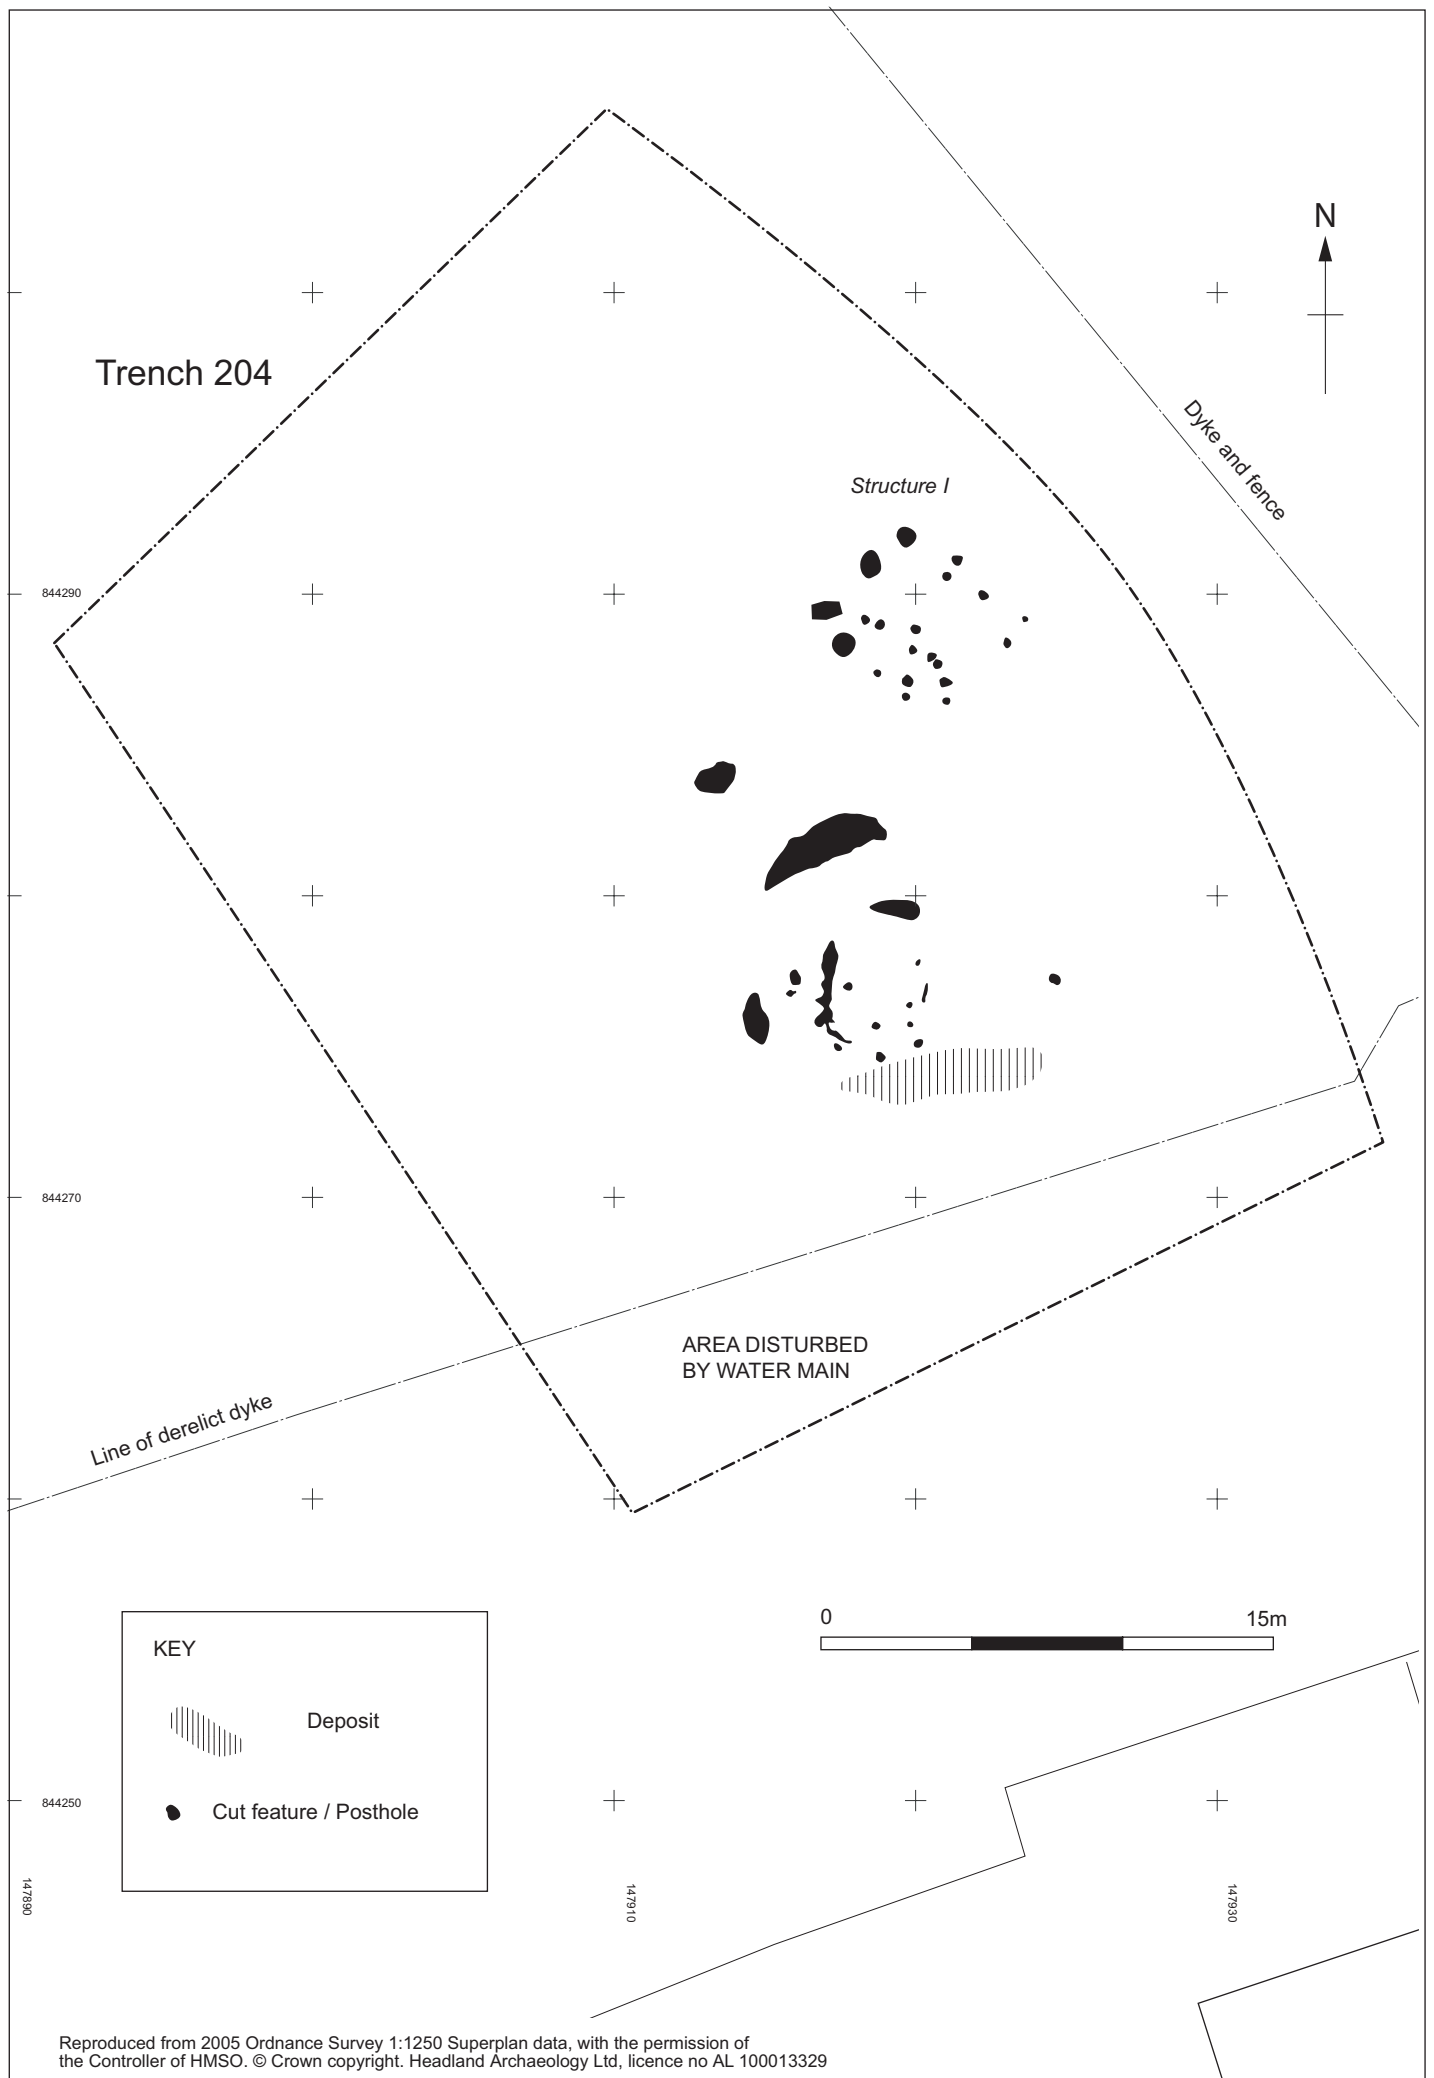 N
Trench 204
Dyke and fence
Structure I
844290
844270
AREA DISTURBED
BY WATER MAIN
Line of derelict dyke
0 15m
KEY
Deposit
Cut feature / Posthole
844250
147890
147910
147930
Reproduced from 2005 Ordnance Survey 1:1250 Superplan data, with the permission of
the Controller of HMSO. © Crown copyright. Headland Archaeology Ltd, licence no AL 100013329